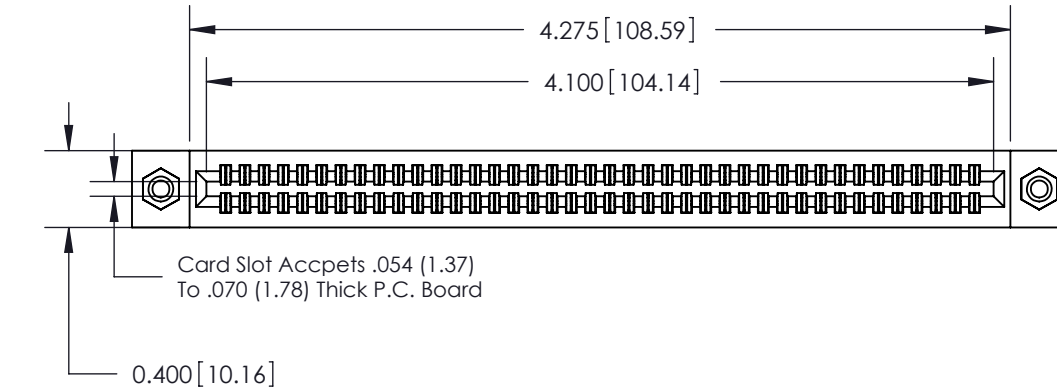 4.275[108.59]
4.100[104.14]
Card Slot Accpets .054 (1.37)
To .070 (1.78) Thick P.C. Board
0.400[10.16]